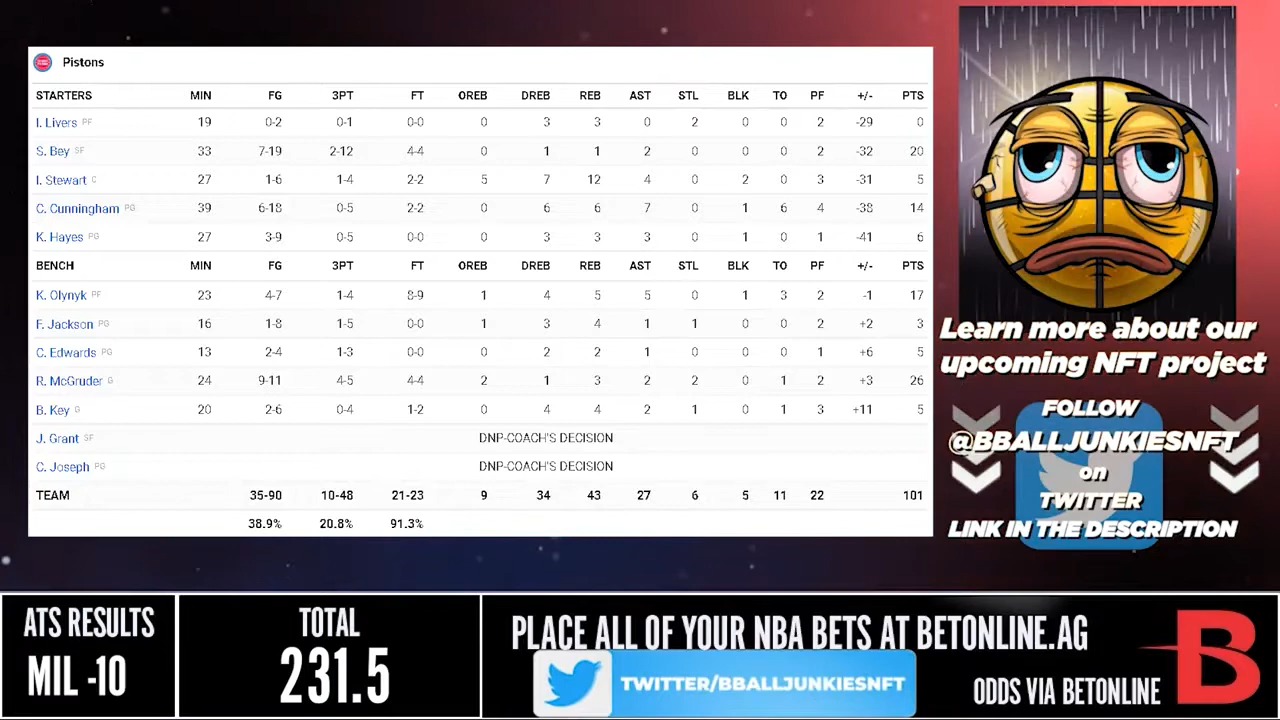 Pistons
STARTERS MIN FG 3PT FT OREB DREB REB AST STL BLK TO PF +/- PTS
I. Livers PF 19 0-2 0-1 0-0 0 3 3 0 2 0 0 2 -29 0
S. Bey SF 33 7-19 2-12 4-4 0 1 1 2 0 0 0 2 -32 20
I. Stewart C 27 1-6 1-4 2-2 5 7 12 4 0 2 0 3 -31 5
C. Cunningham PG 39 6-18 0-5 2-2 0 6 6 7 0 1 6 4 -38 14
K. Hayes PG 27 3-9 0-5 0-0 0 3 3 3 0 1 0 1 -41 6
BENCH MIN FG 3PT FT OREB DREB REB AST STL BLK TO PF +/- PTS
K. Olynyk PF 23 4-7 1-4 8-9 1 4 5 5 0 1 3 2 -1 17
F. Jackson PG 16 1-8 1-5 0-0 1 3 4 1 1 0 0 2 +2 3
C. Edwards PG 13 2-4 1-3 0-0 0 2 2 1 0 0 0 1 +6 5
R. McGruder G 24 9-11 4-5 4-4 2 1 3 2 2 0 1 2 +3 26
B. Key G 20 2-6 0-4 1-2 0 4 4 2 1 0 1 3 +11 5
J. Grant SF DNP-COACH'S DECISION
C. Joseph PG DNP-COACH'S DECISION
TEAM 35-90 10-48 21-23 9 34 43 27 6 5 11 22 101
38.9% 20.8% 91.3%
Learn more about our
upcoming NFT project
FOLLOW
@BBALLJUNKIESNFT
on
TWITTER
LINK IN THE DESCRIPTION
ATS RESULTS
MIL -10
TOTAL
231.5
PLACE ALL OF YOUR NBA BETS AT BETONLINE.AG
TWITTER/BBALLJUNKIESNFT
ODDS VIA BETONLINE
B